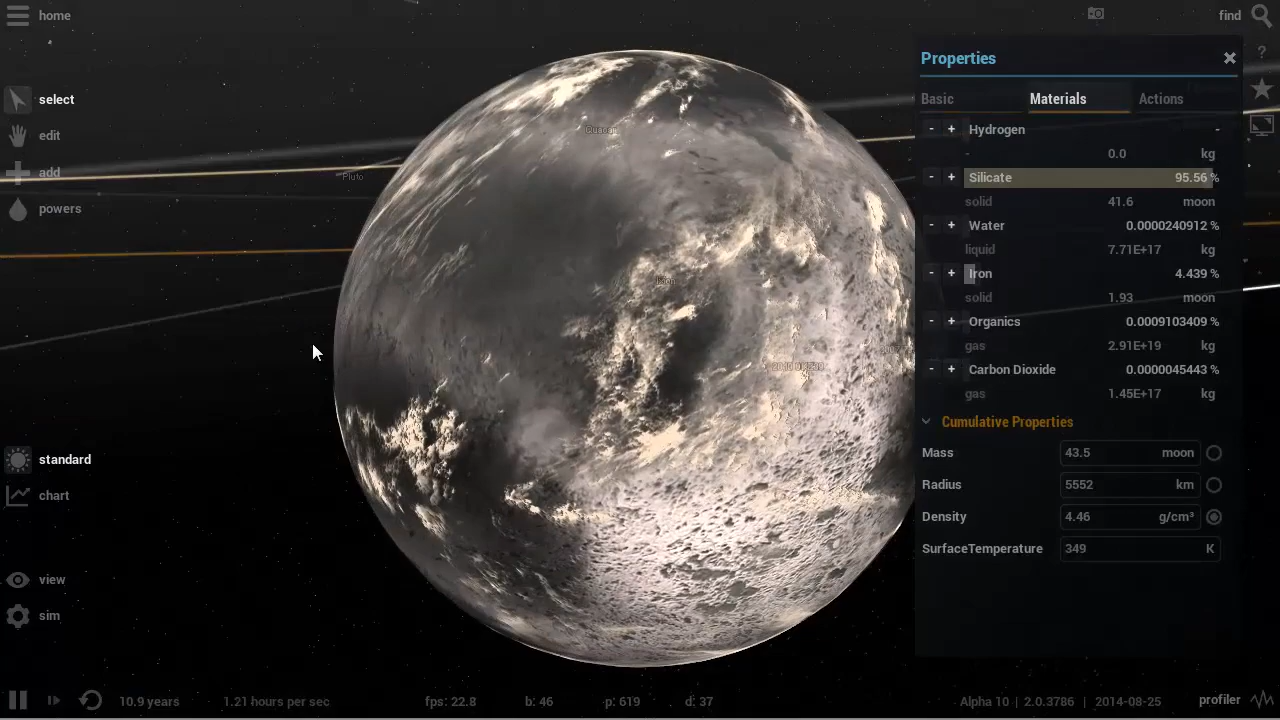 home
find
Properties
select
Basic Materials Actions
edit
Hydrogen -
- 0.0 kg
Quaoar
add
Pluto
Silicate 95.56 %
solid 41.6 moon
powers
Water 0.0000240912 %
liquid 7.71E+17 kg
Iron 4.439 %
solid 1.93 moon
Organics 0.0009103409 %
gas 2.91E+19 kg
Carbon Dioxide 0.0000045443 %
gas 1.45E+17 kg
Cumulative Properties
Mass 43.5 moon
standard
Radius 5552 km
chart
Density 4.46 g/cm³
SurfaceTemperature 349 K
view
sim
10.9 years 1.21 hours per sec fps: 22.8 b: 46 p: 619 d: 37 Alpha 10 | 2.0.3786 | 2014-08-25 profiler